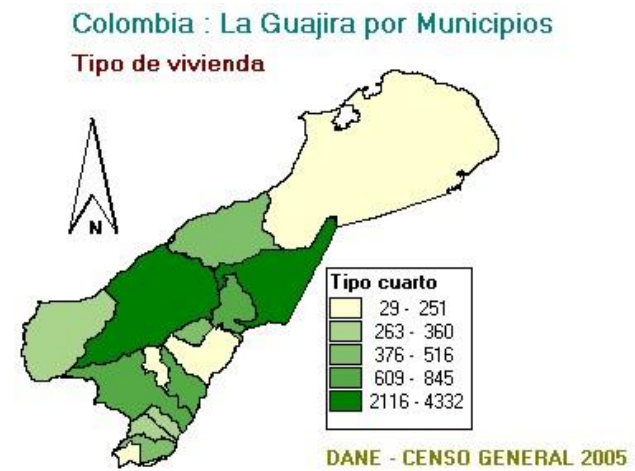 Colombia : La Guajira por Municipios
Tipo de vivienda
N
Tipo cuarto
29 - 251
263 - 360
376 - 516
609 - 845
2116 - 4332
DANE - CENSO GENERAL 2005